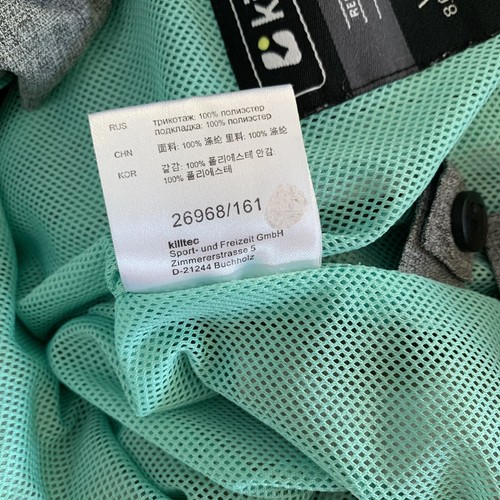 RUS трикотаж: 100% полиэстер
подкладка: 100% полиэстер
CHN 面料: 100% 涤纶 里料: 100% 涤纶
KOR 겉감: 100% 폴리에스테 안감:
100% 폴리에스테
26968/161
killtec
Sport- und Freizeit GmbH
Zimmererstrasse 5
D-21244 Buchholz